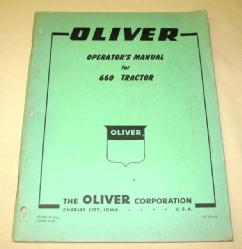 OLIVER
OPERATOR'S MANUAL
for
660 TRACTOR
OLIVER
THE OLIVER CORPORATION
CHARLES CITY, IOWA . . . . . U. S. A.